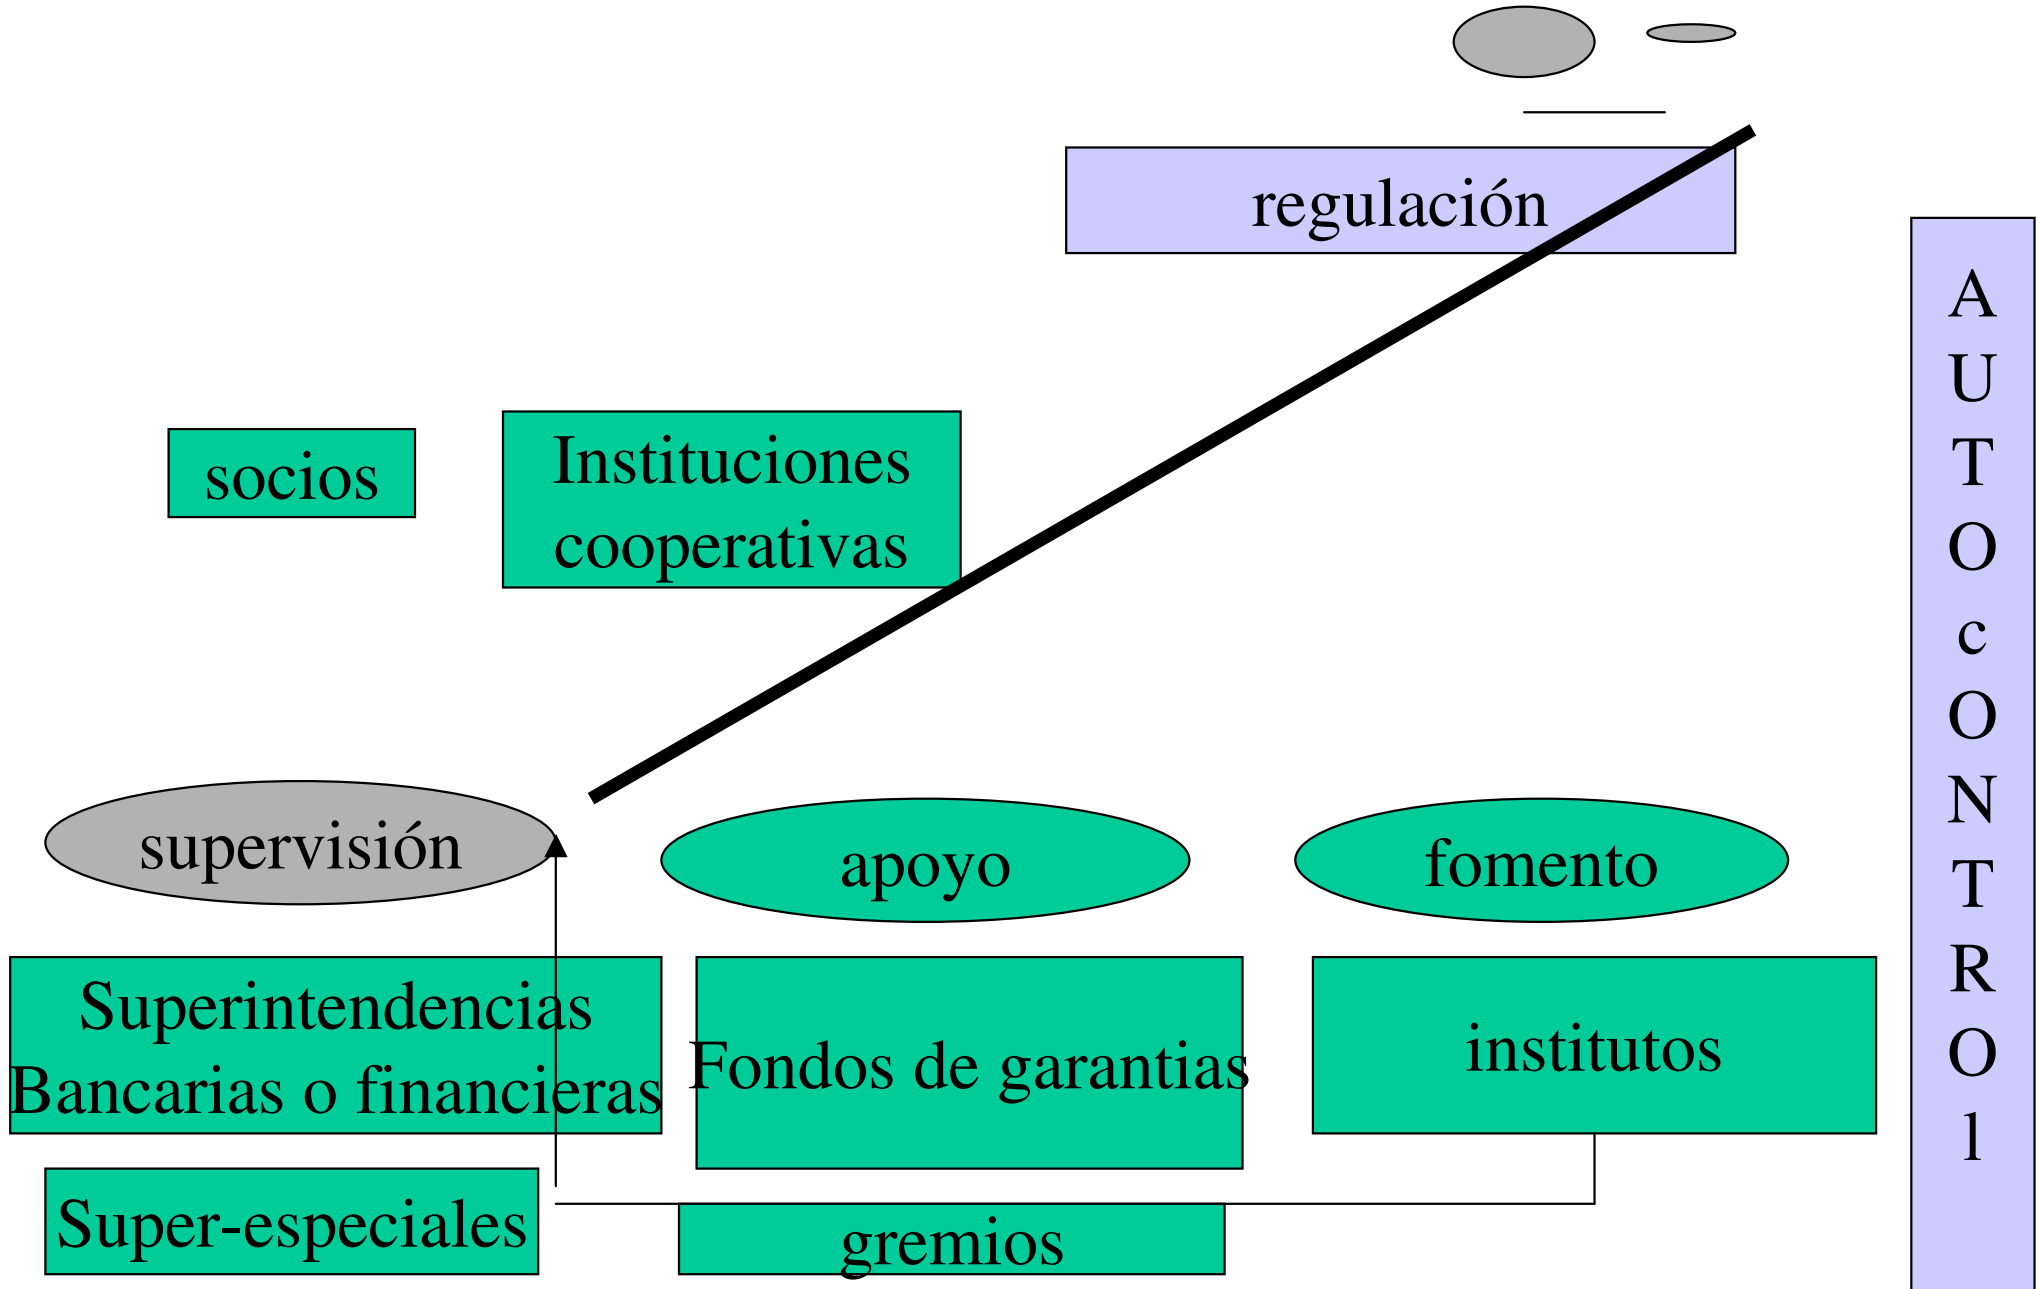 regulación
socios
Instituciones
cooperativas
supervisión
apoyo
fomento
Superintendencias
Bancarias o financieras
Fondos de garantias
institutos
Super-especiales
gremios
A
U
T
O
c
O
N
T
R
O
l